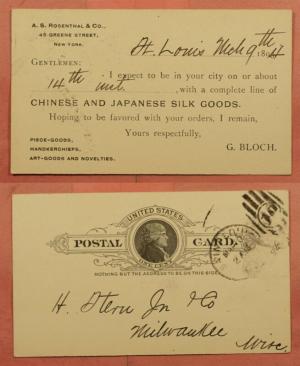 A. S. ROSENTHAL & CO.,
45 GREENE STREET,
NEW YORK.
St. Louis Mch 9th 189
GENTLEMEN:
14th inst. - I expect to be in your city on or about
, with a complete line of
CHINESE AND JAPANESE SILK GOODS.
Hoping to be favored with your orders, I remain,
Yours respectfully,
G. BLOCH.
PIECE-GOODS,
HANDKERCHIEFS,
ART-GOODS AND NOVELTIES.
UNITED STATES
POSTAL CARD.
ONE CENT
NOTHING BUT THE ADDRESS TO BE ON THIS SIDE.
H. Stern Jr & Co
Milwaukee
Wisc.